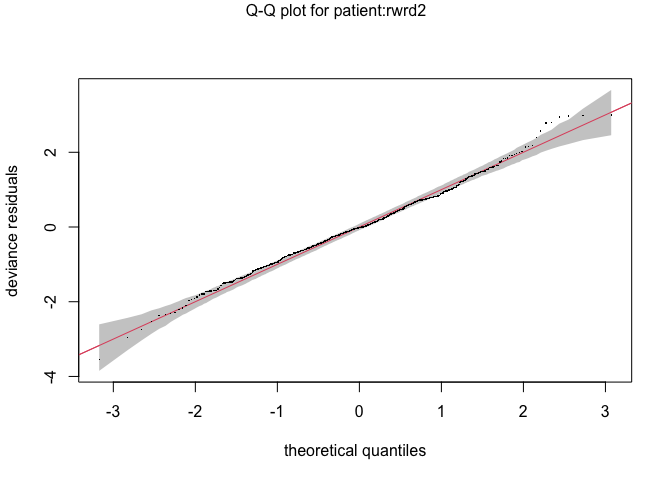 Q-Q plot for patient:rwrd2
2
0
-2
-4
deviance residuals
-3 -2 -1 0 1 2 3
theoretical quantiles